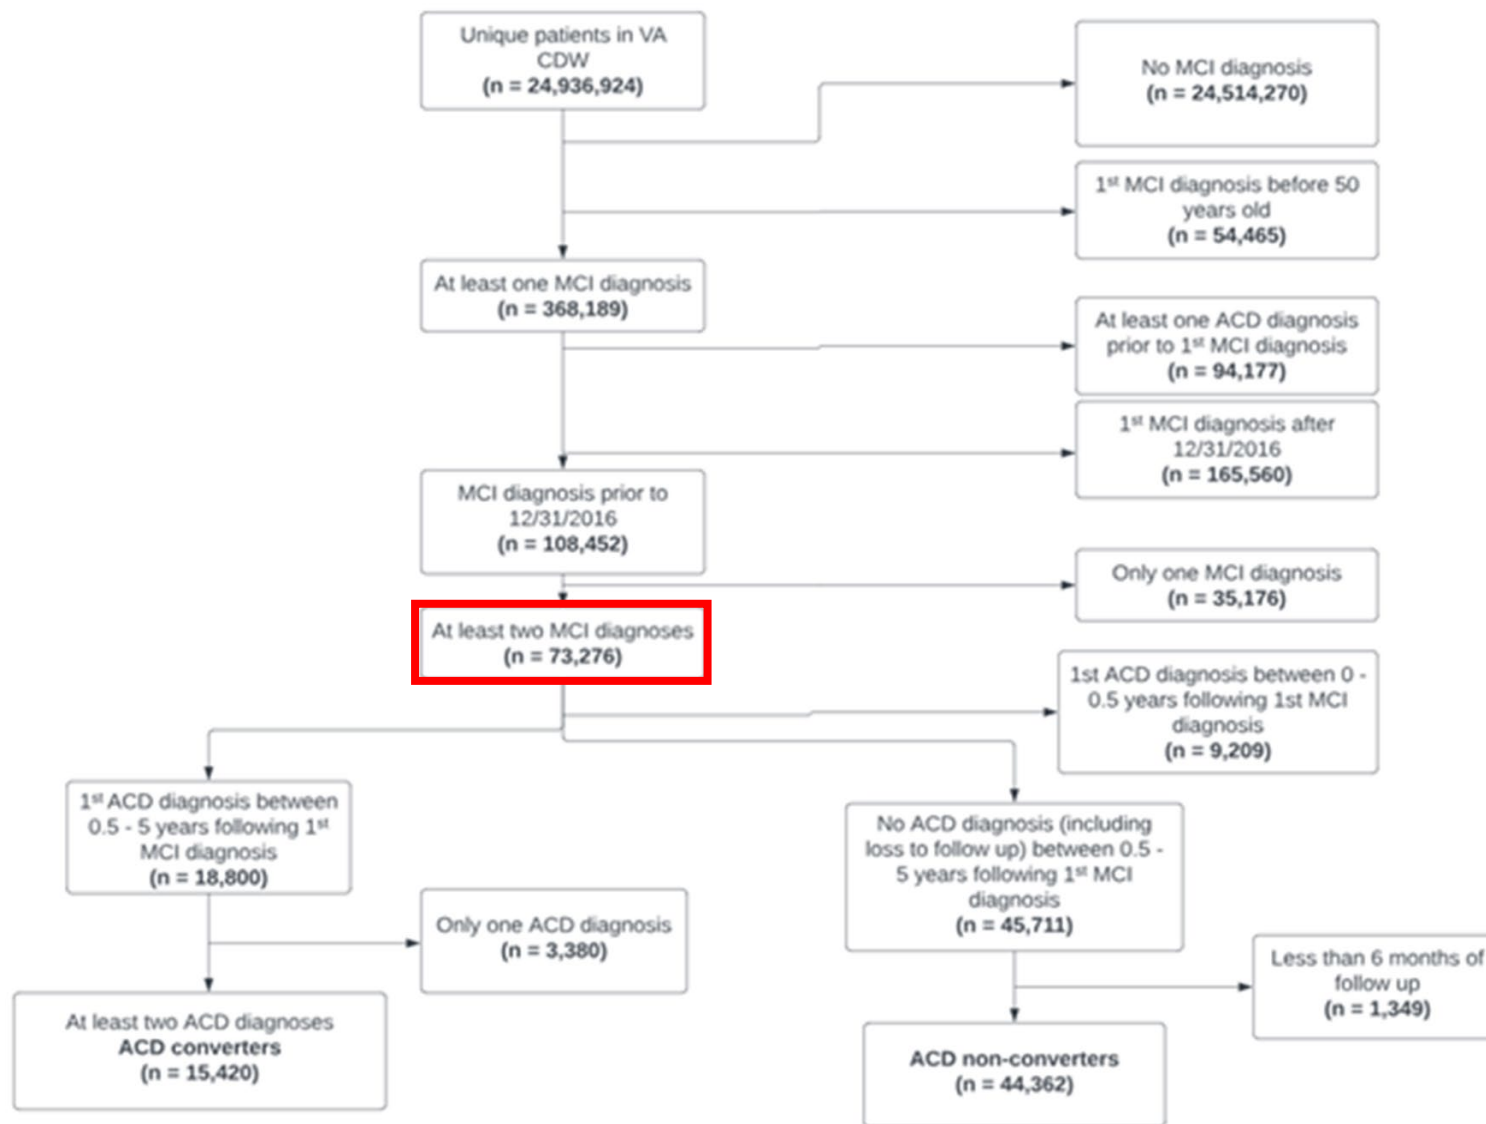 Unique patients in VA
CDW
(n = 24,936,924)
No MCI diagnosis
(n = 24,514,270)
1st MCI diagnosis before 50
years old
(n = 54,465)
At least one MCI diagnosis
(n = 368,189)
At least one ACD diagnosis
prior to 1st MCI diagnosis
(n = 94,177)
1st MCI diagnosis after
12/31/2016
(n = 165,560)
MCI diagnosis prior to
12/31/2016
(n = 108,452)
Only one MCI diagnosis
(n = 35,176)
At least two MCI diagnoses
(n = 73,276)
1st ACD diagnosis between 0 -
0.5 years following 1st MCI
diagnosis
(n = 9,209)
1st ACD diagnosis between
0.5 - 5 years following 1st
MCI diagnosis
(n = 18,800)
No ACD diagnosis (including
loss to follow up) between 0.5 -
5 years following 1st MCI
diagnosis
(n = 45,711)
Only one ACD diagnosis
(n = 3,380)
Less than 6 months of
follow up
(n = 1,349)
At least two ACD diagnoses
ACD converters
(n = 15,420)
ACD non-converters
(n = 44,362)